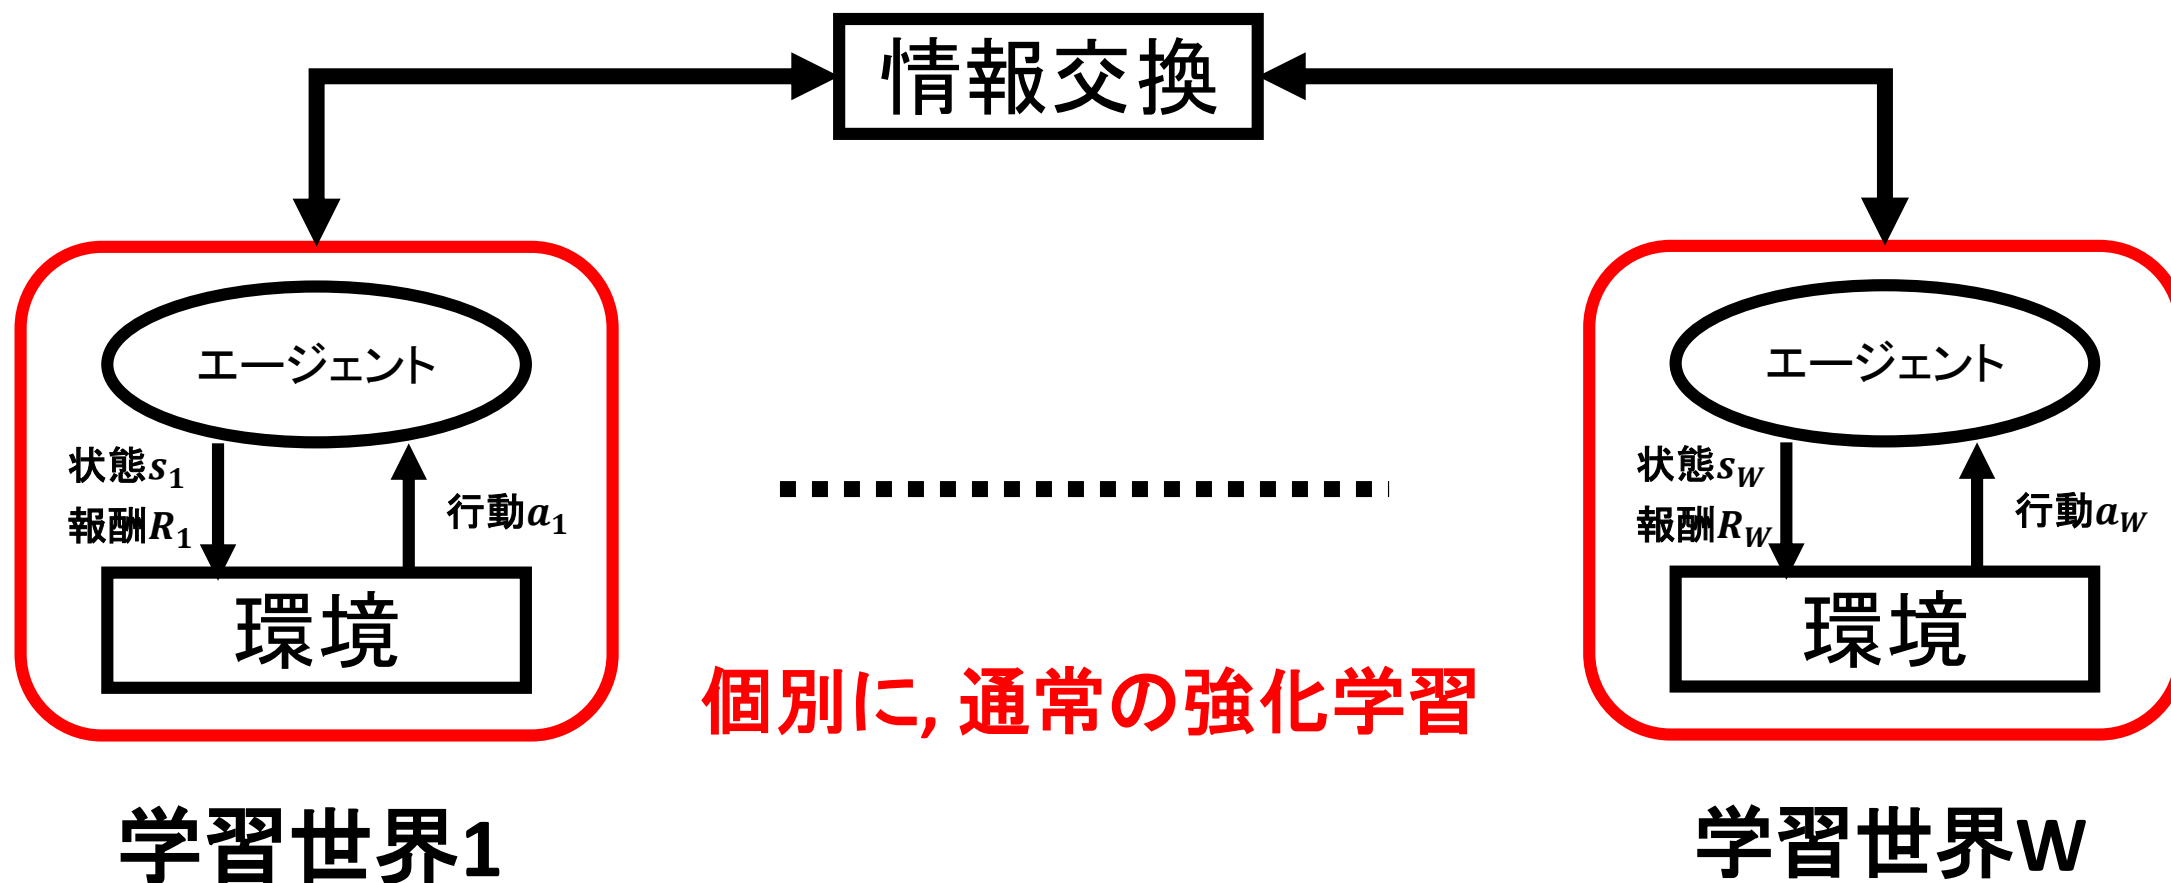 情報交換
エージェント
状態s₁
報酬R₁
行動a₁
環境
エージェント
状態s_W
報酬R_W
行動a_W
環境
個別に, 通常の強化学習
学習世界1
学習世界W